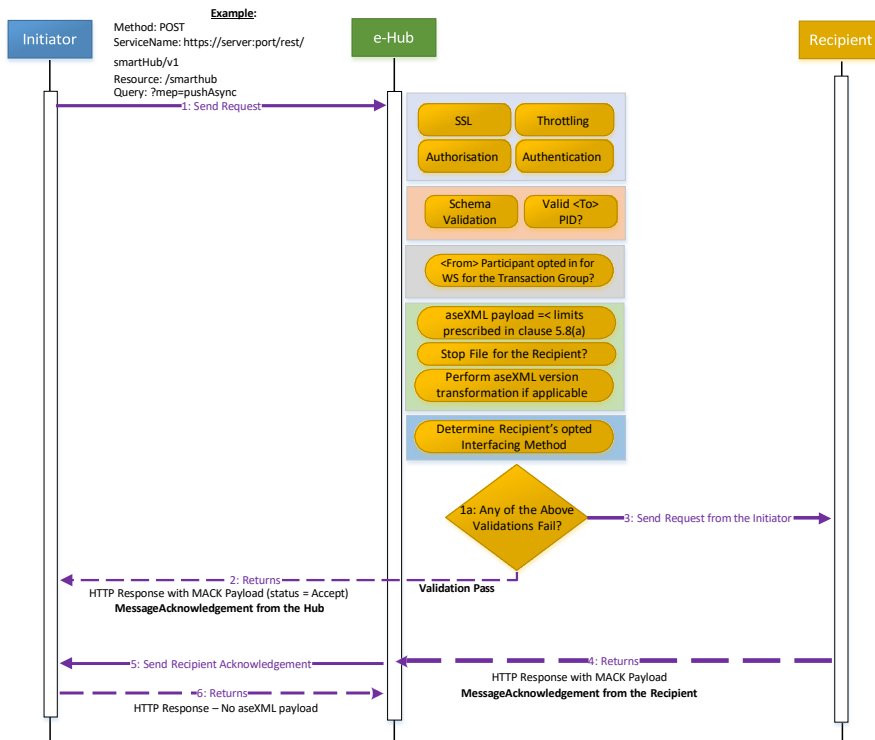 Example:
Method: POST
ServiceName: https://server:port/rest/
smartHub/v1
Resource: /smarthub
Query: ?mep=pushAsync
Initiator
e-Hub
Recipient
1: Send Request
SSL
Throttling
Authorisation
Authentication
Schema
Validation
Valid <To>
PID?
<From> Participant opted in for
WS for the Transaction Group?
aseXML payload =< limits
prescribed in clause 5.8(a)
Stop File for the Recipient?
Perform aseXML version
transformation if applicable
Determine Recipient's opted
Interfacing Method
1a: Any of the Above
Validations Fail?
3: Send Request from the Initiator
2: Returns
HTTP Response with MACK Payload (status = Accept)
MessageAcknowledgement from the Hub
Validation Pass
5: Send Recipient Acknowledgement
4: Returns
HTTP Response with MACK Payload
MessageAcknowledgement from the Recipient
6: Returns
HTTP Response – No aseXML payload